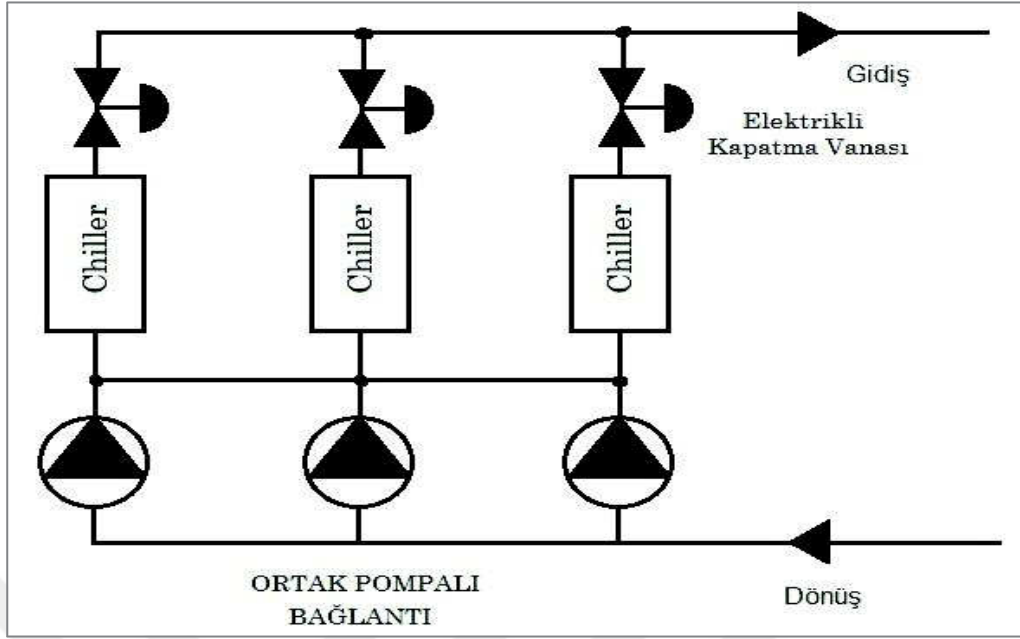 Gidiş
Elektrikli
Kapatma Vanası
Chiller
Chiller
Chiller
ORTAK POMPALI
BAĞLANTI
Dönüş